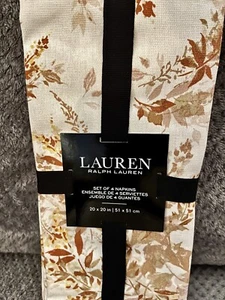 LAUREN
RALPH LAUREN
SET OF 4 NAPKINS
ENSEMBLE DE 4 SERVIETTES
JUEGO DE 4 GUANTES
20 x 20 in | 51 x 51 cm